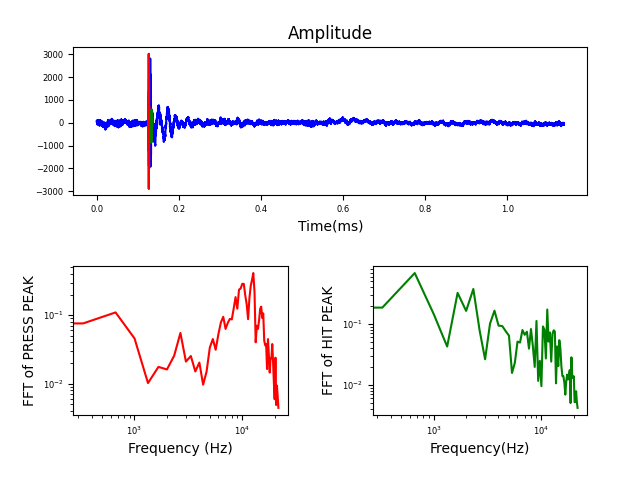 Amplitude
3000
2000
1000
0
−1000
−2000
−3000
0.0 0.2 0.4 0.6 0.8 1.0
Time(ms)
FFT of PRESS PEAK
10⁻¹
10⁻²
10³ 10⁴
Frequency (Hz)
FFT of HIT PEAK
10⁻¹
10⁻²
10³ 10⁴
Frequency(Hz)